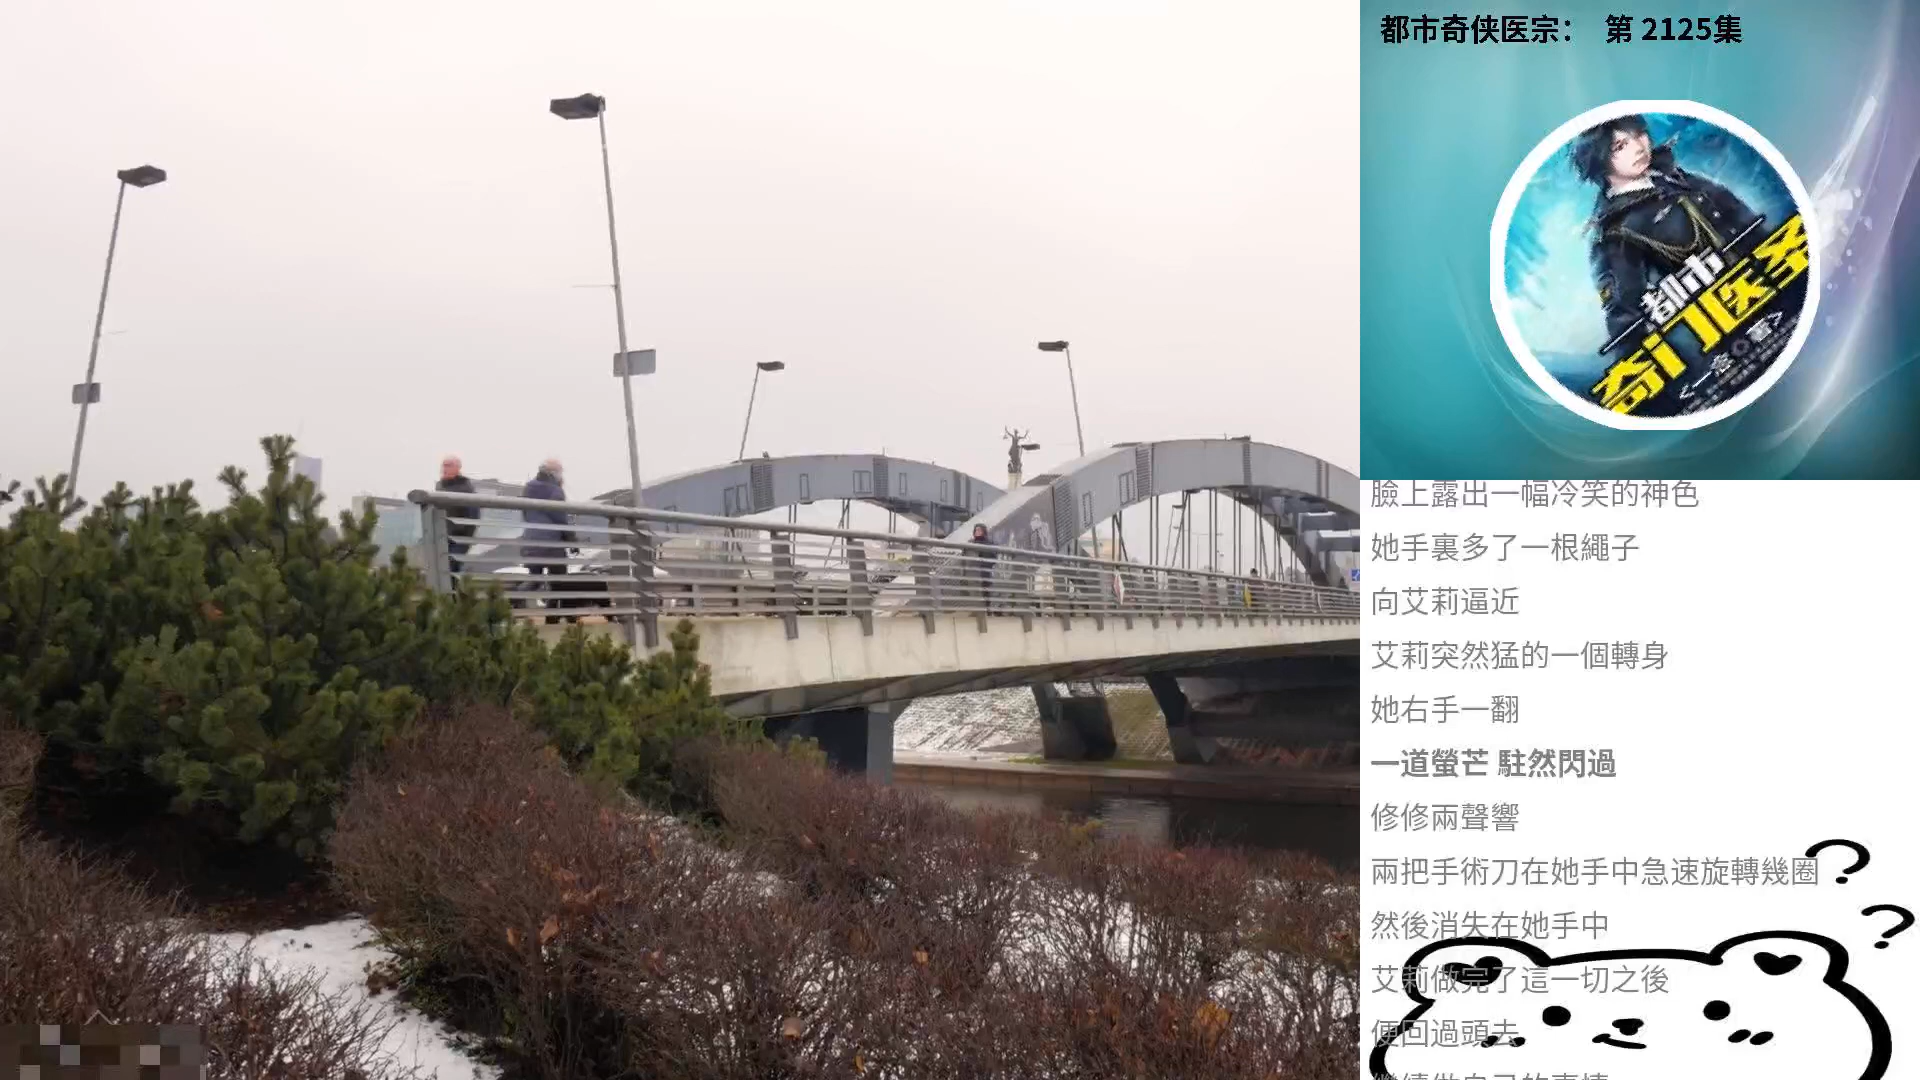 都市奇侠医宗： 第 2125集
都市
奇门医圣
臉上露出一幅冷笑的神色
她手裏多了一根繩子
向艾莉逼近
艾莉突然猛的一個轉身
她右手一翻
一道螢芒 駐然閃過
修修兩聲響
兩把手術刀在她手中急速旋轉幾圈
然後消失在她手中
艾莉做完了這一切之後
便回過頭去